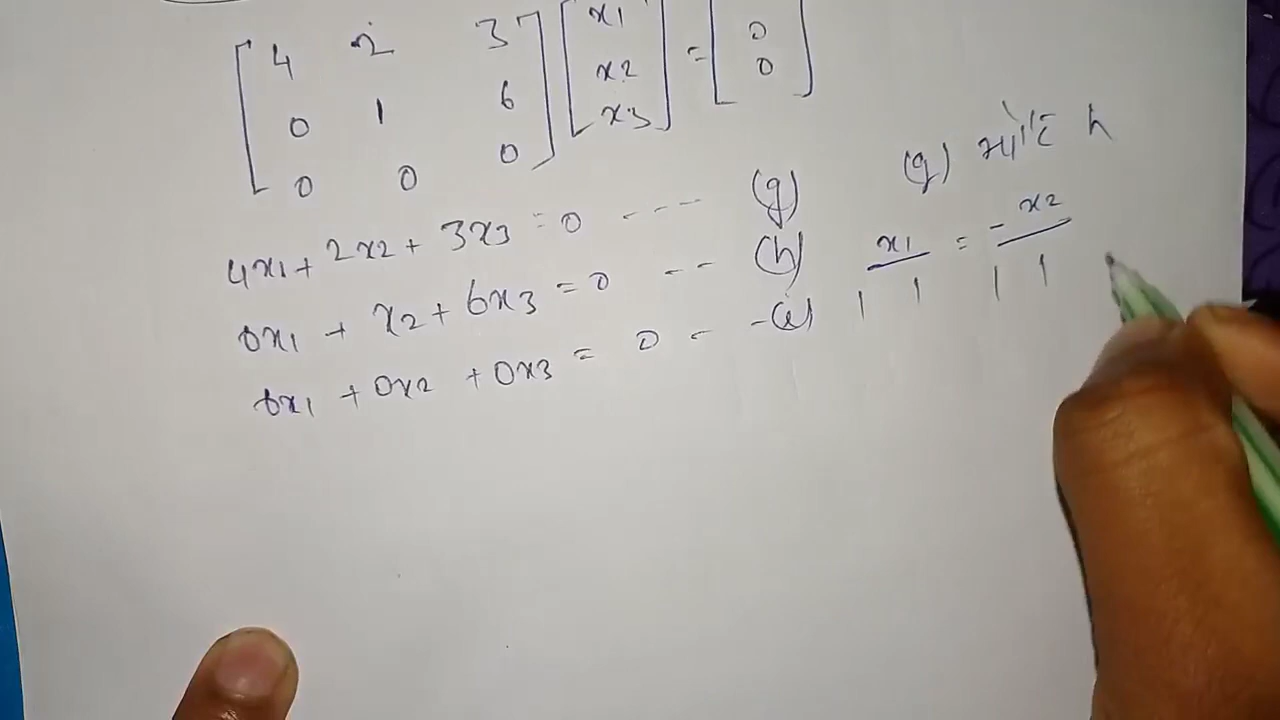 [4 2 3] [x1] = [0]
[0 1 6] [x2] [0]
[0 0 0] [x3]
(g) h
4x1 + 2x2 + 3x3 = 0 --- (g)
0x1 + x2 + 6x3 = 0 -- (h)
0x1 + 0x2 + 0x3 = 0 - - (i)
x1 = -x2
| | | |